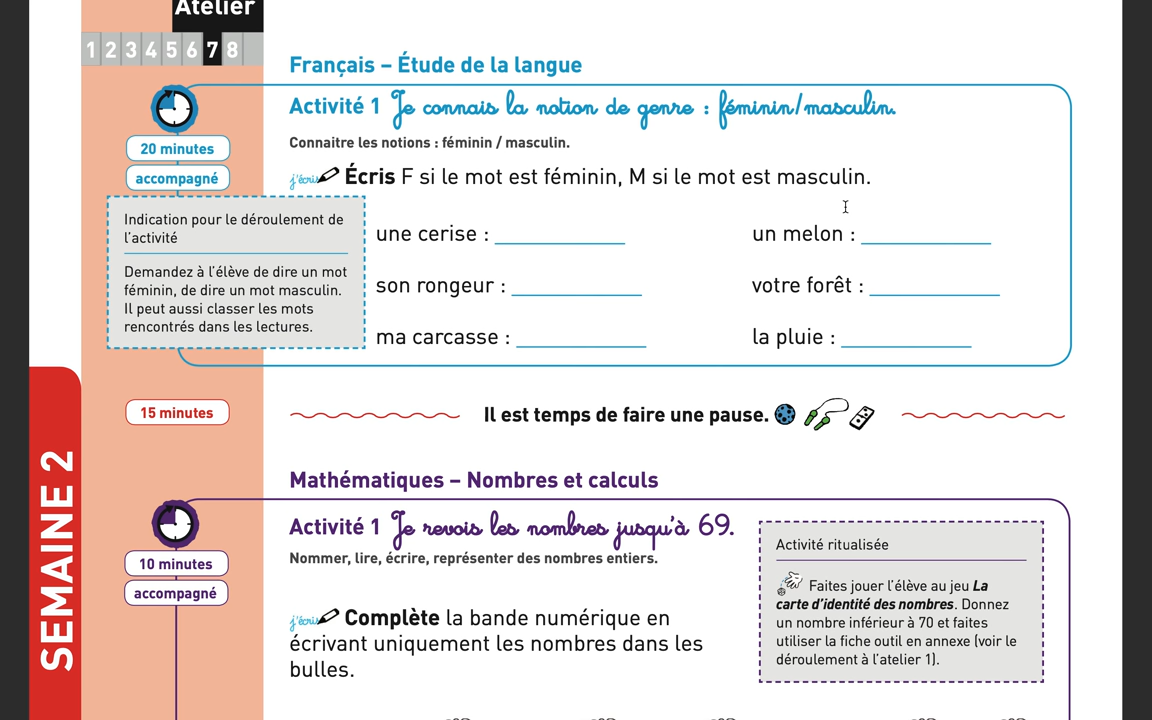 Atelier
1 2 3 4 5 6 7 8
Français – Étude de la langue
Activité 1 Je connais la notion de genre : féminin/masculin.
20 minutes
accompagné
Connaitre les notions : féminin / masculin.
j'écris Écris F si le mot est féminin, M si le mot est masculin.
Indication pour le déroulement de
l'activité
Demandez à l'élève de dire un mot
féminin, de dire un mot masculin.
Il peut aussi classer les mots
rencontrés dans les lectures.
une cerise : ____________ un melon : ____________
son rongeur : ____________ votre forêt : ____________
ma carcasse : ____________ la pluie : ____________
15 minutes
Il est temps de faire une pause.
SEMAINE 2
Mathématiques – Nombres et calculs
Activité 1 Je revois les nombres jusqu'à 69.
10 minutes
accompagné
Nommer, lire, écrire, représenter des nombres entiers.
j'écris Complète la bande numérique en
écrivant uniquement les nombres dans les
bulles.
Activité ritualisée
Faites jouer l'élève au jeu La
carte d'identité des nombres. Donnez
un nombre inférieur à 70 et faites
utiliser la fiche outil en annexe (voir le
déroulement à l'atelier 1).